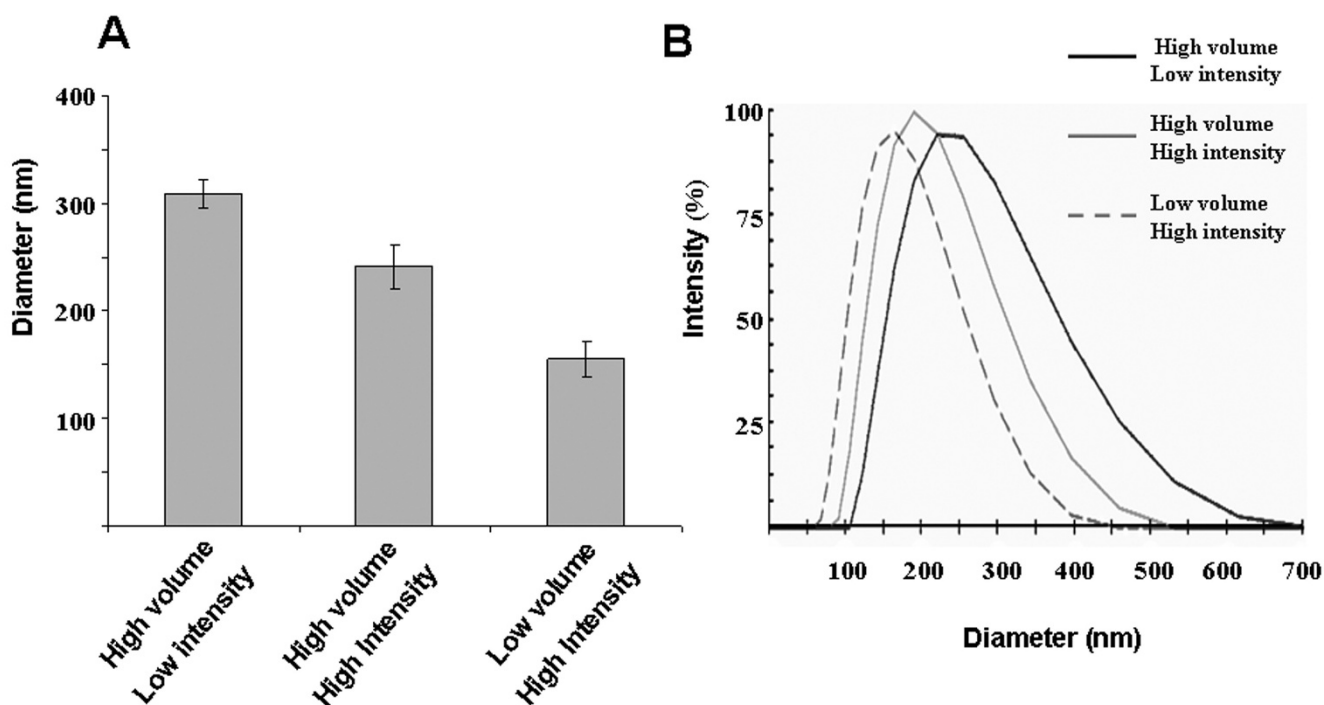 A
400
300
200
100
Diameter (nm)
High volume
Low intensity
High volume
High Intensity
Low volume
High Intensity
B
High volume
Low intensity
High volume
High intensity
Low volume
High intensity
100
75
50
25
Intensity (%)
100 200 300 400 500 600 700
Diameter (nm)